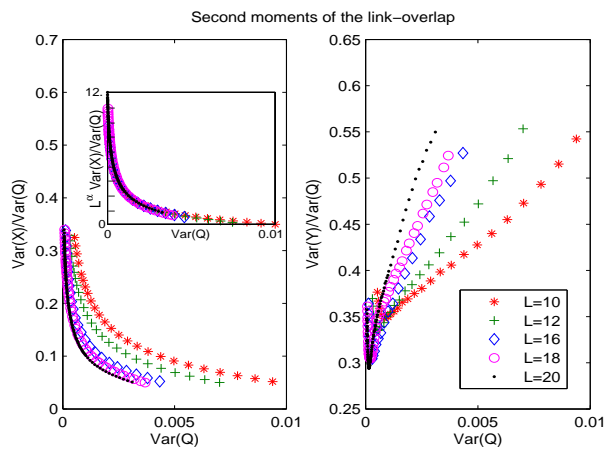 Second moments of the link−overlap
0.7
0.6
0.5
0.4
0.3
0.2
0.1
0
Var(X)/Var(Q)
0
0.005
0.01
Var(Q)
12.
0
L^α Var(X)/Var(Q)
0
0.01
Var(Q)
0.65
0.6
0.55
0.5
0.45
0.4
0.35
0.3
0.25
Var(Y)/Var(Q)
0
0.005
0.01
Var(Q)
L=10
L=12
L=16
L=18
L=20